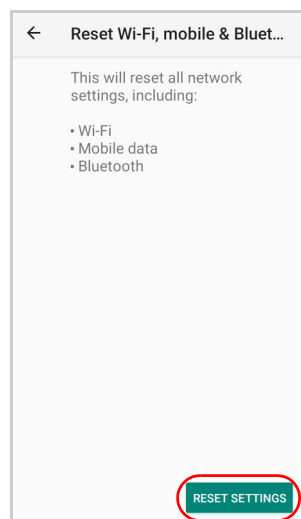 Reset Wi-Fi, mobile & Bluet...
This will reset all network
settings, including:
• Wi-Fi
• Mobile data
• Bluetooth
RESET SETTINGS